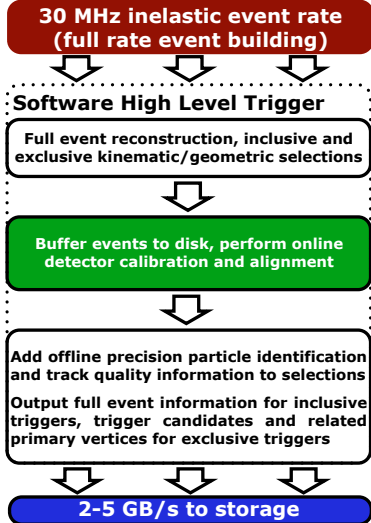 30 MHz inelastic event rate
(full rate event building)
Software High Level Trigger
Full event reconstruction, inclusive and
exclusive kinematic/geometric selections
Buffer events to disk, perform online
detector calibration and alignment
Add offline precision particle identification
and track quality information to selections
Output full event information for inclusive
triggers, trigger candidates and related
primary vertices for exclusive triggers
2-5 GB/s to storage